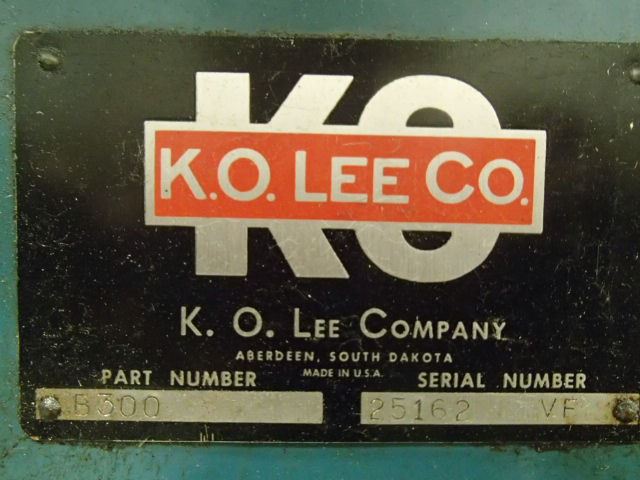 KO
K.O. LEE CO.
K. O. LEE COMPANY
ABERDEEN, SOUTH DAKOTA
MADE IN U.S.A.
PART NUMBER SERIAL NUMBER
B300 25162 VF